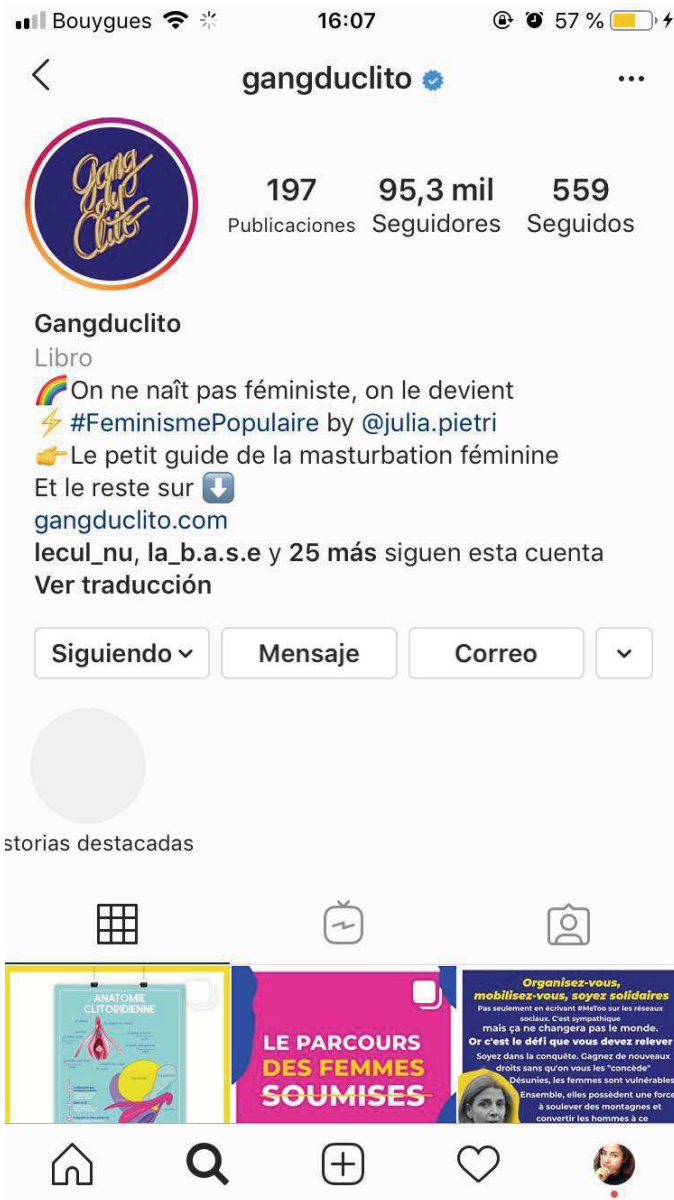 Bouygues
16:07
57 %
gangduclito
Gang
du
Clito
197
95,3 mil
559
Publicaciones
Seguidores
Seguidos
Gangduclito
Libro
🌈On ne naît pas féministe, on le devient
⚡ #FeminismePopulaire by @julia.pietri
👉Le petit guide de la masturbation féminine
Et le reste sur ⬇️
gangduclito.com
lecul_nu, la_b.a.s.e y 25 más siguen esta cuenta
Ver traducción
Siguiendo
Mensaje
Correo
storias destacadas
ANATOMIE
CLITORIDIENNE
LE PARCOURS
DES FEMMES
SOUMISES
Organisez-vous,
mobilisez-vous, soyez solidaires
Pas seulement en écrivant #MeToo sur les réseaux
sociaux. C'est sympathique
mais ça ne changera pas le monde.
Or c'est le défi que vous devez relever
Soyez dans la conquête. Gagnez de nouveaux
droits sans qu'on vous les "concède"
Désunies, les femmes sont vulnérables
Ensemble, elles possèdent une force
à soulever des montagnes et
convertir les hommes à ce